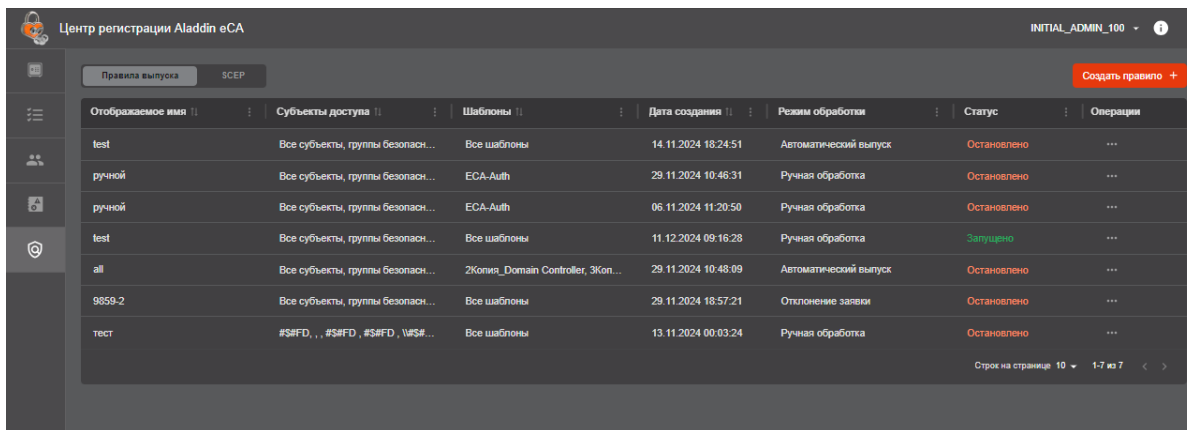 Центр регистрации Aladdin eCA INITIAL_ADMIN_100
Правила выпуска SCEP Создать правило +
Отображаемое имя Субъекты доступа Шаблоны Дата создания Режим обработки Статус Операции
test Все субъекты, группы безопасн... Все шаблоны 14.11.2024 18:24:51 Автоматический выпуск Остановлено ...
ручной Все субъекты, группы безопасн... ECA-Auth 29.11.2024 10:46:31 Ручная обработка Остановлено ...
ручной Все субъекты, группы безопасн... ECA-Auth 06.11.2024 11:20:50 Ручная обработка Остановлено ...
test Все субъекты, группы безопасн... Все шаблоны 11.12.2024 09:16:28 Ручная обработка Запущено ...
all Все субъекты, группы безопасн... 2Копия_Domain Controller, 3Коп... 29.11.2024 10:48:09 Автоматический выпуск Остановлено ...
9859-2 Все субъекты, группы безопасн... Все шаблоны 29.11.2024 18:57:21 Отклонение заявки Остановлено ...
тест #$#FD, , , #$#FD , #$#FD , \\#$#... Все шаблоны 13.11.2024 00:03:24 Ручная обработка Остановлено ...
Строк на странице 10 1-7 из 7 < >